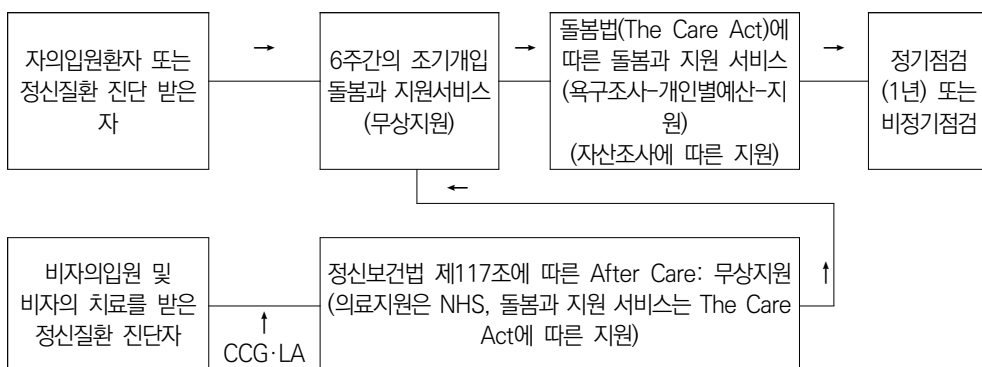 자의입원환자 또는
정신질환 진단 받은
자
→
6주간의 조기개입
돌봄과 지원서비스
(무상지원)
→
돌봄법(The Care Act)에
따른 돌봄과 지원 서비스
(욕구조사-개인별예산-지
원)
(자산조사에 따른 지원)
→
정기점검
(1년) 또는
비정기점검
←
비자의입원 및
비자의 치료를 받은
정신질환 진단자
↑
CCG·LA
정신보건법 제117조에 따른 After Care: 무상지원
(의료지원은 NHS, 돌봄과 지원 서비스는 The Care
Act에 따른 지원)
↑